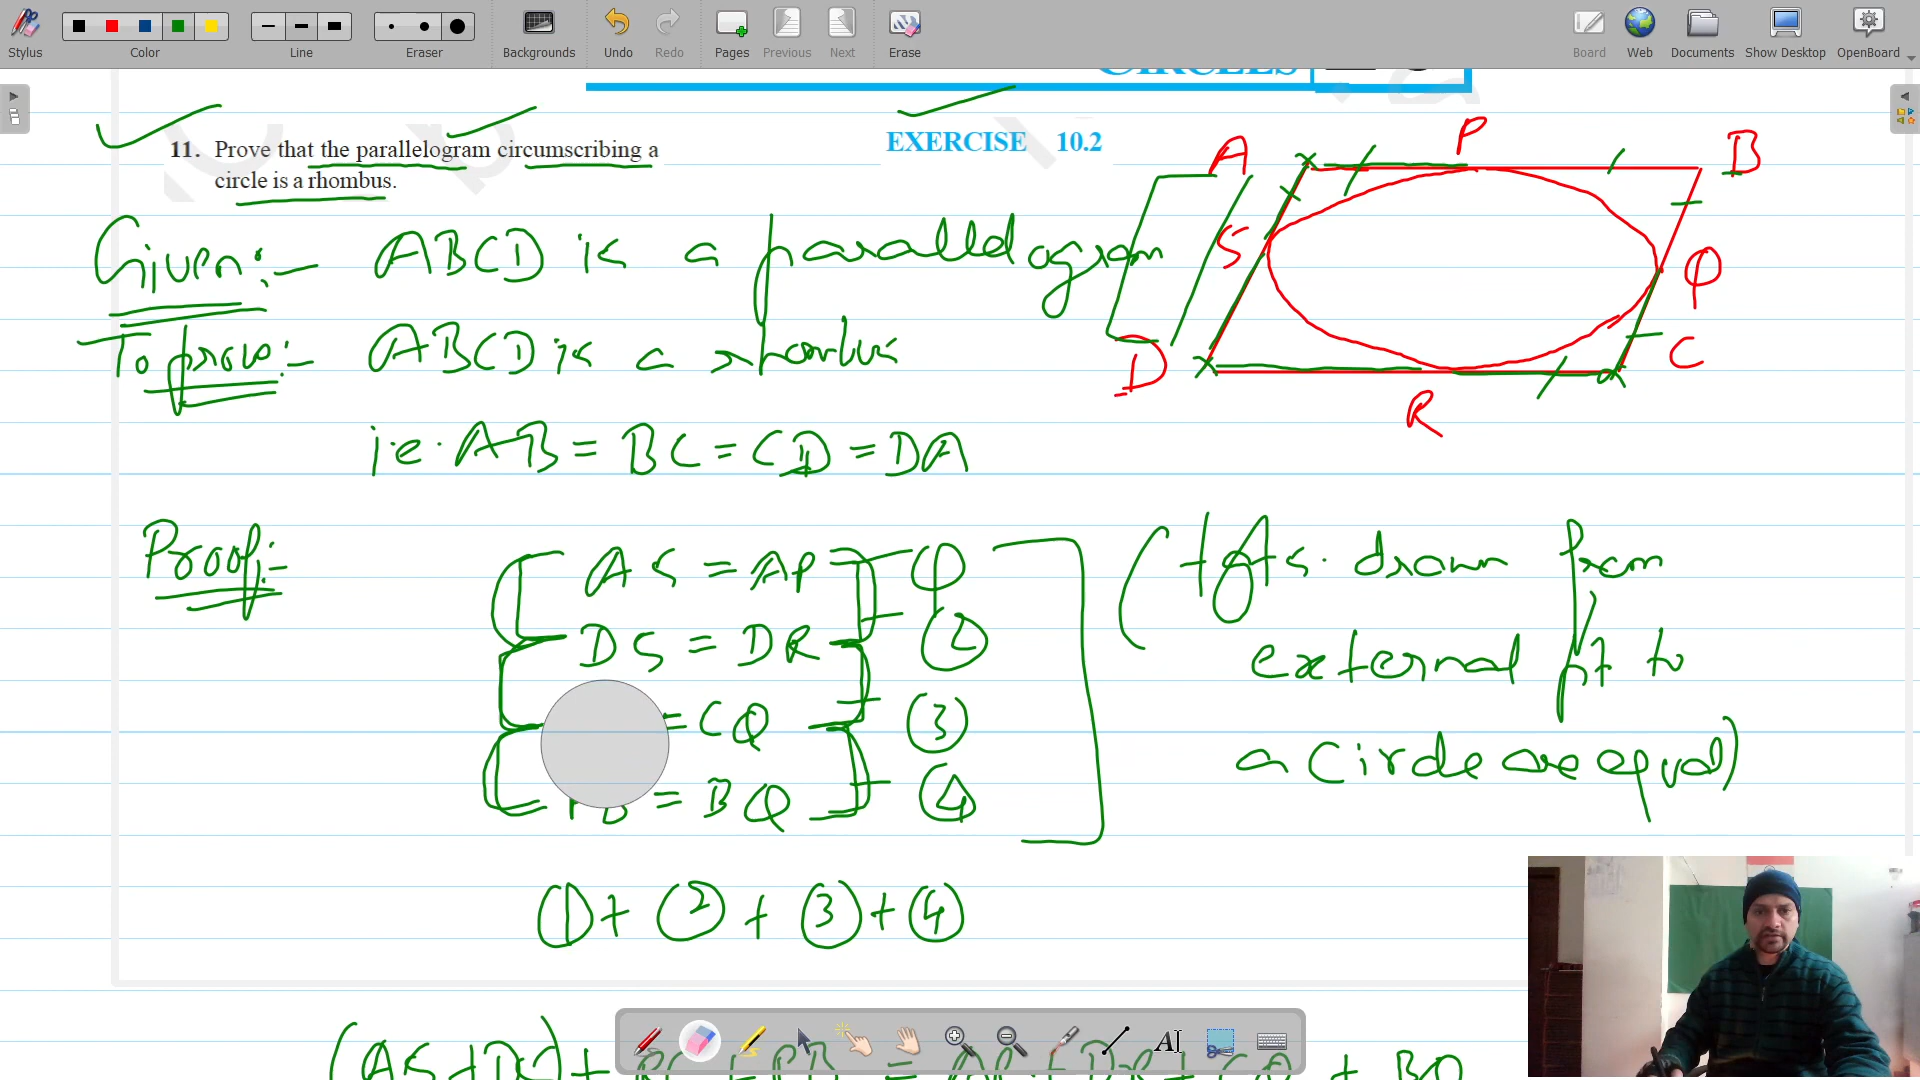 Stylus Color Line Eraser Backgrounds Undo Redo Pages Previous Next Erase Board Web Documents Show Desktop OpenBoard
CIRCLES
11. Prove that the parallelogram circumscribing a
circle is a rhombus.
EXERCISE 10.2
A P B
S Q
D R C
Given:- ABCD is a parallelogram
To prove:- ABCD is a rhombus
i.e. AB = BC = CD = DA
Proof:-
AS = AP — (1)
DS = DR — (2)
= CQ — (3)
= BQ — (4)
(tgts. drawn from
external pt to
a circle are equal)
(1) + (2) + (3) + (4)
AI